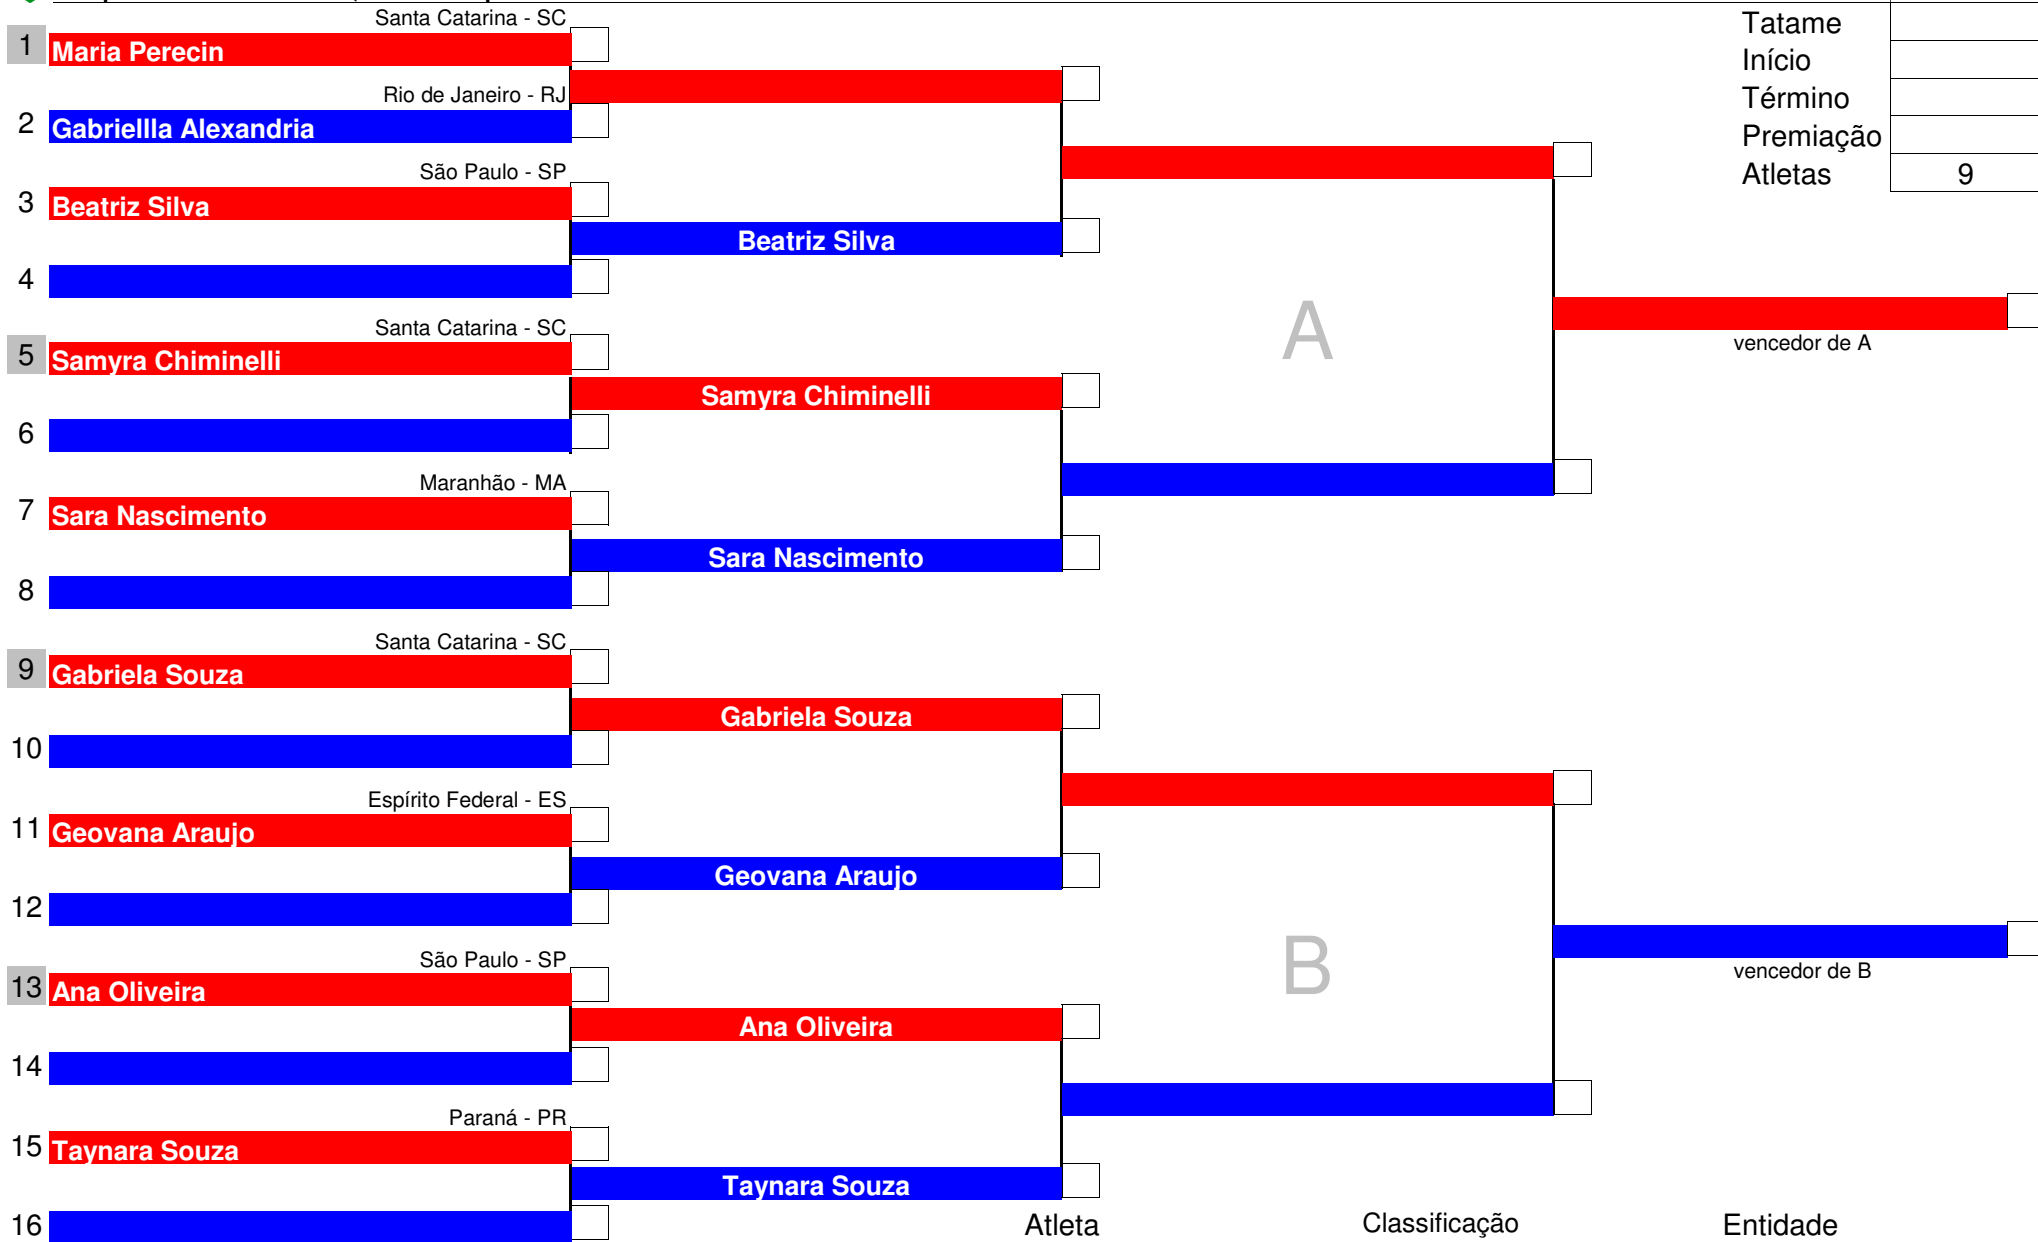 Santa Catarina - SC
1 Maria Perecin
Rio de Janeiro - RJ
2 Gabriellla Alexandria
São Paulo - SP
3 Beatriz Silva
Beatriz Silva
4
Santa Catarina - SC
5 Samyra Chiminelli
Samyra Chiminelli
6
Maranhão - MA
7 Sara Nascimento
Sara Nascimento
8
Santa Catarina - SC
9 Gabriela Souza
Gabriela Souza
10
Espírito Federal - ES
11 Geovana Araujo
Geovana Araujo
12
São Paulo - SP
13 Ana Oliveira
Ana Oliveira
14
Paraná - PR
15 Taynara Souza
Taynara Souza
16
A
B
vencedor de A
vencedor de B
Tatame
Início
Término
Premiação
Atletas 9
Atleta Classificação Entidade